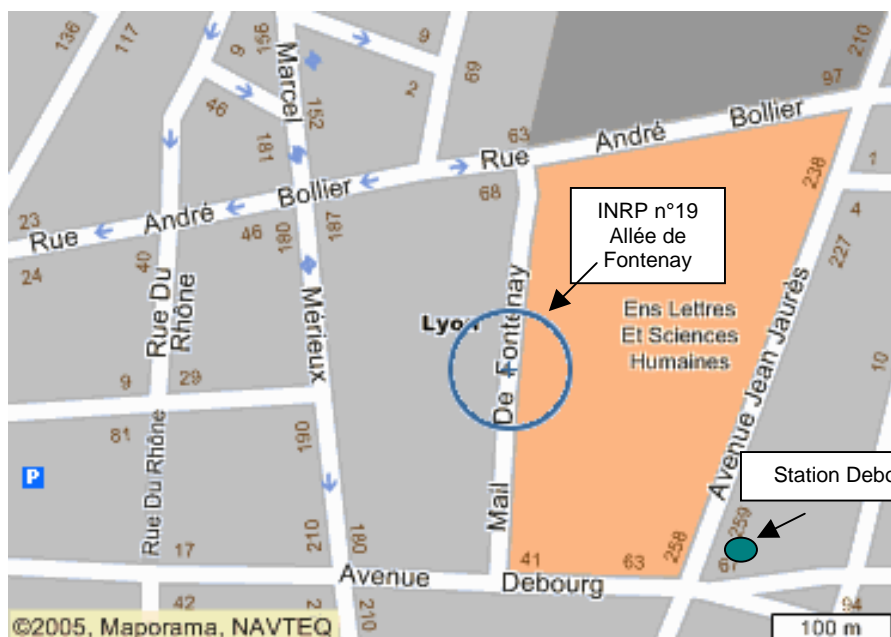 136
117
9
156
Marcel
9
2
69
210
97
46
152
181
63
Rue André Bollier
68
238
1
4
227
23
Rue André Bollier
24
46
180
187
40
Rue Du
Rhône
Mérieux
INRP n°19
Allée de
Fontenay
Lyon
Mail De Fontenay
Ens Lettres
Et Sciences
Humaines
Avenue Jean Jaurès
10
9
29
81
Rue Du Rhône
190
P
Station Debo
259
67
258
17
210
180
41
63
Avenue Debourg
42
2
210
94
©2005, Maporama, NAVTEQ
100 m